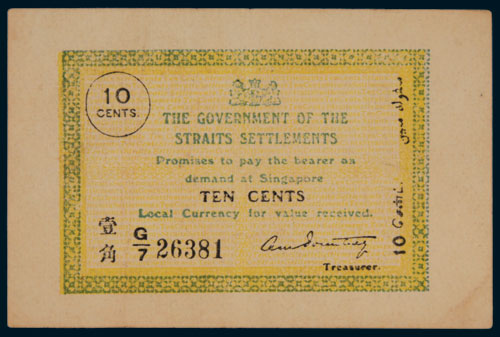 10
CENTS.
THE GOVERNMENT OF THE
STRAITS SETTLEMENTS
Promises to pay the bearer on
demand at Singapore
TEN CENTS
Local Currency for value received.
壹
角
G/7 26381
Treasurer.
10 Cents.